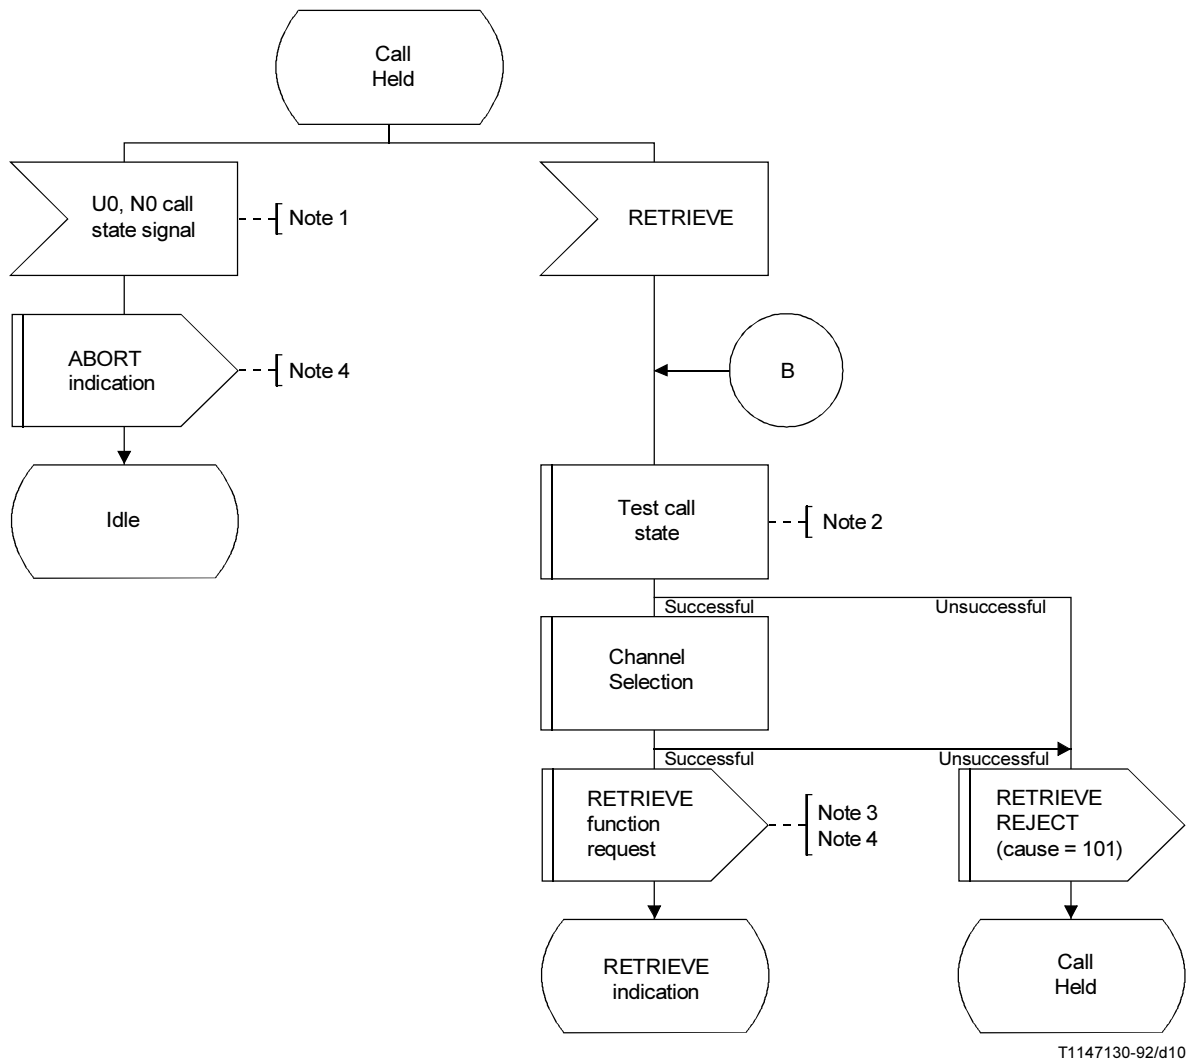 Call
Held
U0, N0 call
state signal
Note 1
RETRIEVE
ABORT
indication
Note 4
B
Idle
Test call
state
Note 2
Successful
Unsuccessful
Channel
Selection
Successful
Unsuccessful
RETRIEVE
function
request
Note 3
Note 4
RETRIEVE
REJECT
(cause = 101)
RETRIEVE
indication
Call
Held
T1147130-92/d10